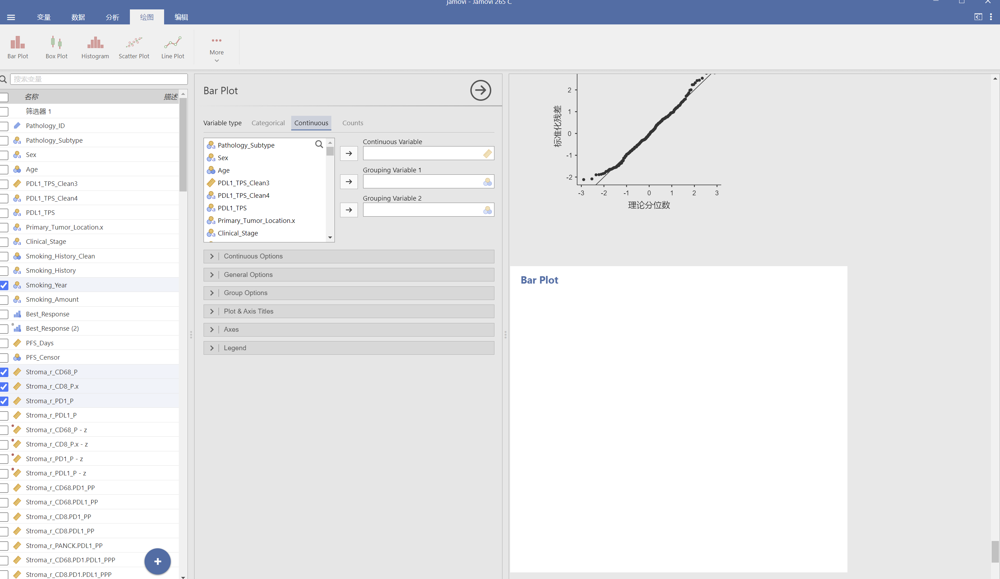 jamovi - Jamovi 265 C
变量
数据
分析
绘图
编辑
Bar Plot
Box Plot
Histogram
Scatter Plot
Line Plot
More
搜索变量
名称
描述
筛选器 1
Pathology_ID
Pathology_Subtype
Sex
Age
PDL1_TPS_Clean3
PDL1_TPS_Clean4
PDL1_TPS
Primary_Tumor_Location.x
Clinical_Stage
Smoking_History_Clean
Smoking_History
Smoking_Year
Smoking_Amount
Best_Response
Best_Response (2)
PFS_Days
PFS_Censor
Stroma_r_CD68_P
Stroma_r_CD8_P.x
Stroma_r_PD1_P
Stroma_r_PDL1_P
Stroma_r_CD68_P - z
Stroma_r_CD8_P.x - z
Stroma_r_PD1_P - z
Stroma_r_PDL1_P - z
Stroma_r_CD68.PD1_PP
Stroma_r_CD68.PDL1_PP
Stroma_r_CD8.PD1_PP
Stroma_r_CD8.PDL1_PP
Stroma_r_PANCK.PDL1_PP
Stroma_r_CD68.PD1.PDL1_PPP
Stroma_r_CD8.PD1.PDL1_PPP
Bar Plot
Variable type
Categorical
Continuous
Counts
Pathology_Subtype
Sex
Age
PDL1_TPS_Clean3
PDL1_TPS_Clean4
PDL1_TPS
Primary_Tumor_Location.x
Clinical_Stage
Continuous Variable
Grouping Variable 1
Grouping Variable 2
Continuous Options
General Options
Group Options
Plot & Axis Titles
Axes
Legend
标准化残差
2
1
0
-1
-2
-3
-2
-1
0
1
2
3
理论分位数
Bar Plot